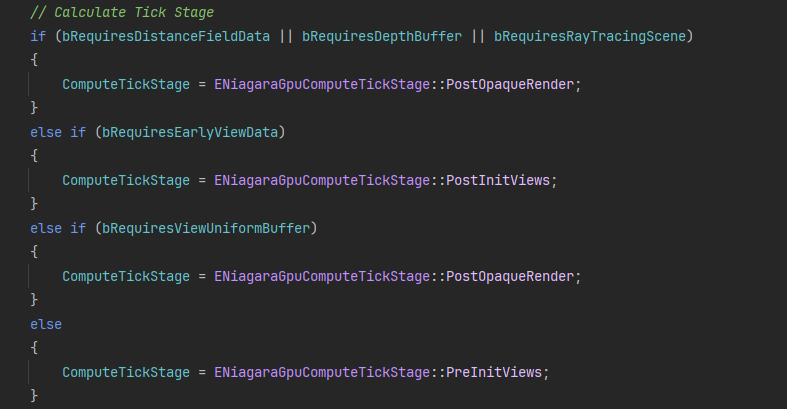 // Calculate Tick Stage
if (bRequiresDistanceFieldData || bRequiresDepthBuffer || bRequiresRayTracingScene)
{
    ComputeTickStage = ENiagaraGpuComputeTickStage::PostOpaqueRender;
}
else if (bRequiresEarlyViewData)
{
    ComputeTickStage = ENiagaraGpuComputeTickStage::PostInitViews;
}
else if (bRequiresViewUniformBuffer)
{
    ComputeTickStage = ENiagaraGpuComputeTickStage::PostOpaqueRender;
}
else
{
    ComputeTickStage = ENiagaraGpuComputeTickStage::PreInitViews;
}